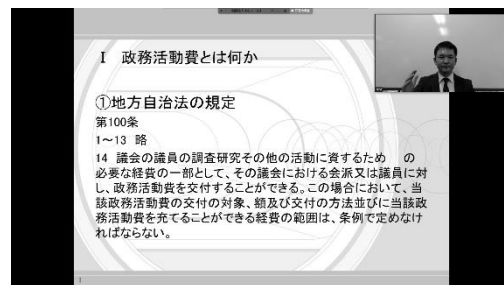 Ⅰ 政務活動費とは何か
①地方自治法の規定
第100条
1～13 略
14 議会の議員の調査研究その他の活動に資するため の
必要な経費の一部として、その議会における会派又は議員に対
し、政務活動費を交付することができる。この場合において、当
該政務活動費の交付の対象、額及び交付の方法並びに当該政
務活動費を充てることができる経費の範囲は、条例で定めなけ
ればならない。
1